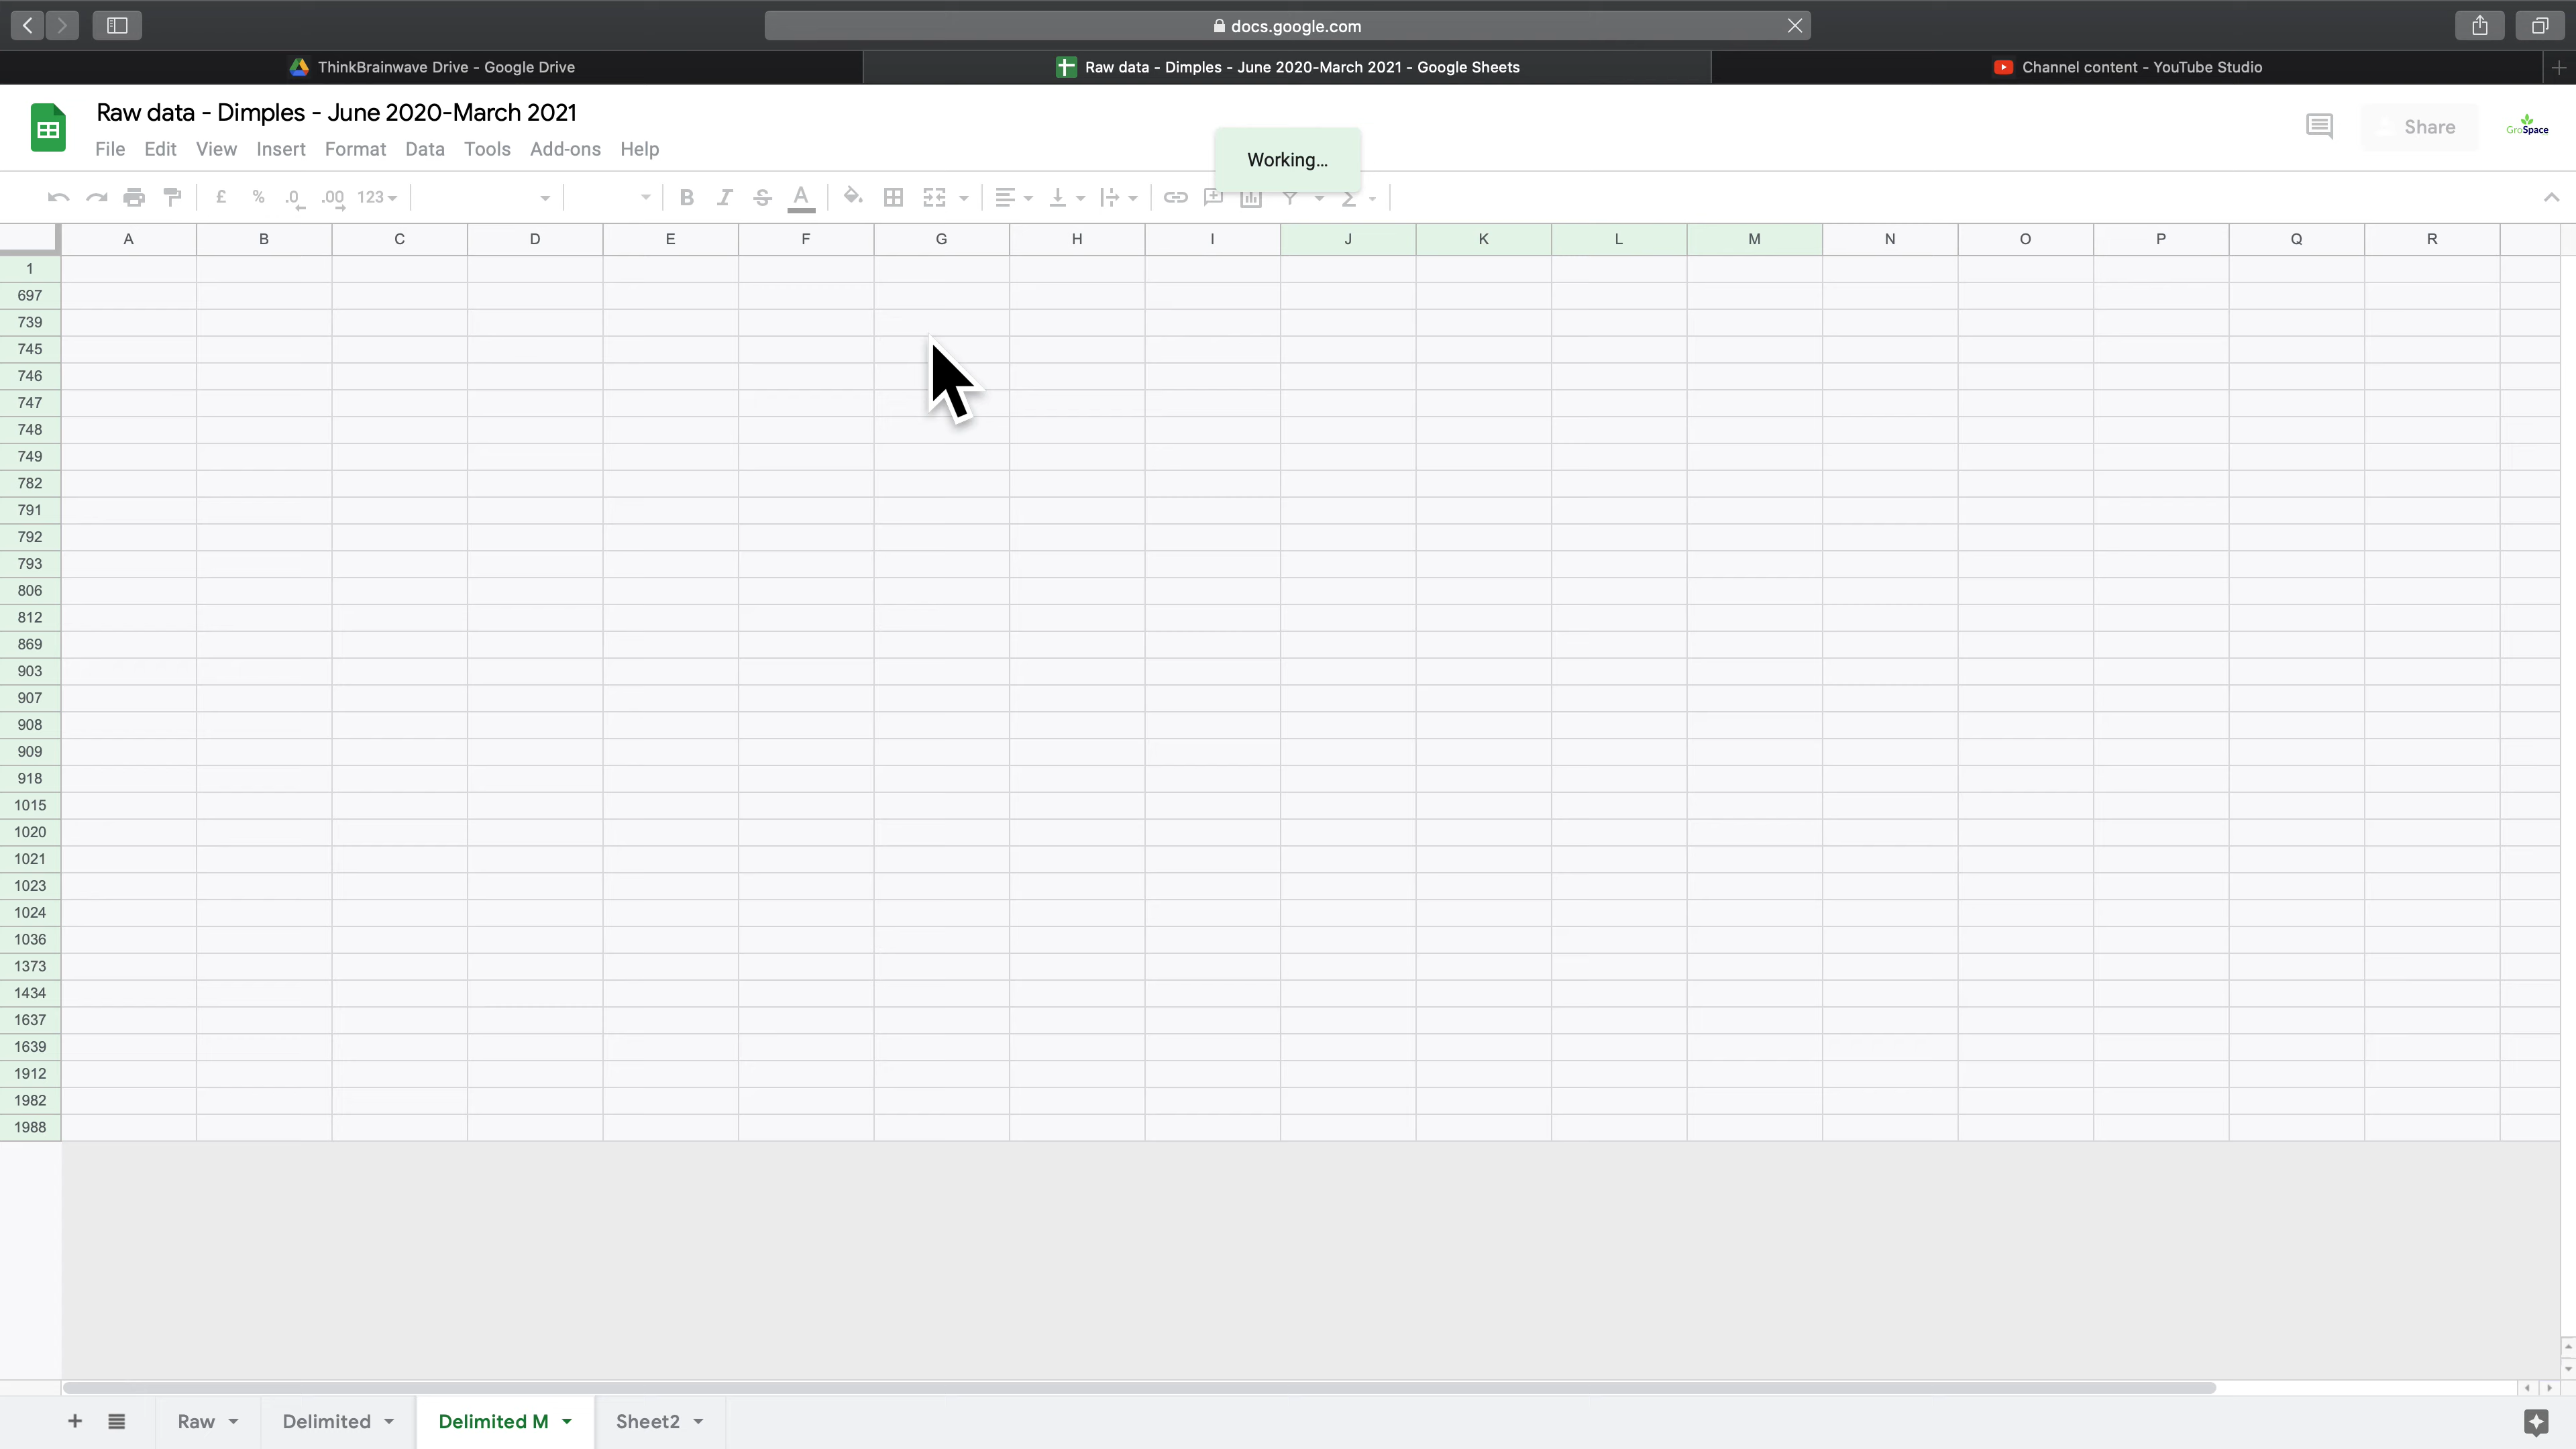 docs.google.com
ThinkBrainwave Drive - Google Drive
Raw data - Dimples - June 2020-March 2021 - Google Sheets
Channel content - YouTube Studio
Raw data - Dimples - June 2020-March 2021
File Edit View Insert Format Data Tools Add-ons Help
Working...
Share
GroSpace
£ % .0 .00 123 B I S A
A B C D E F G H I J K L M N O P Q R
1
697
739
745
746
747
748
749
782
791
792
793
806
812
869
903
907
908
909
918
1015
1020
1021
1023
1024
1036
1373
1434
1637
1639
1912
1982
1988
Raw Delimited Delimited M Sheet2